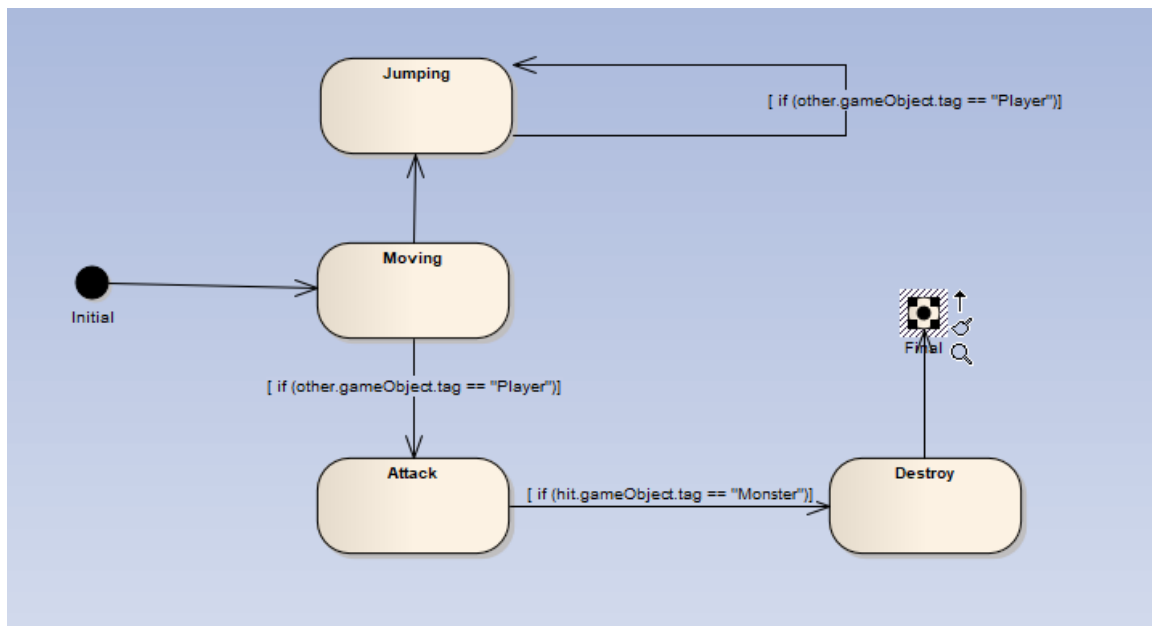 Jumping
[ if (other.gameObject.tag == "Player")]
Moving
Initial
Final
[ if (other.gameObject.tag == "Player")]
Attack
Destroy
[ if (hit.gameObject.tag == "Monster")]